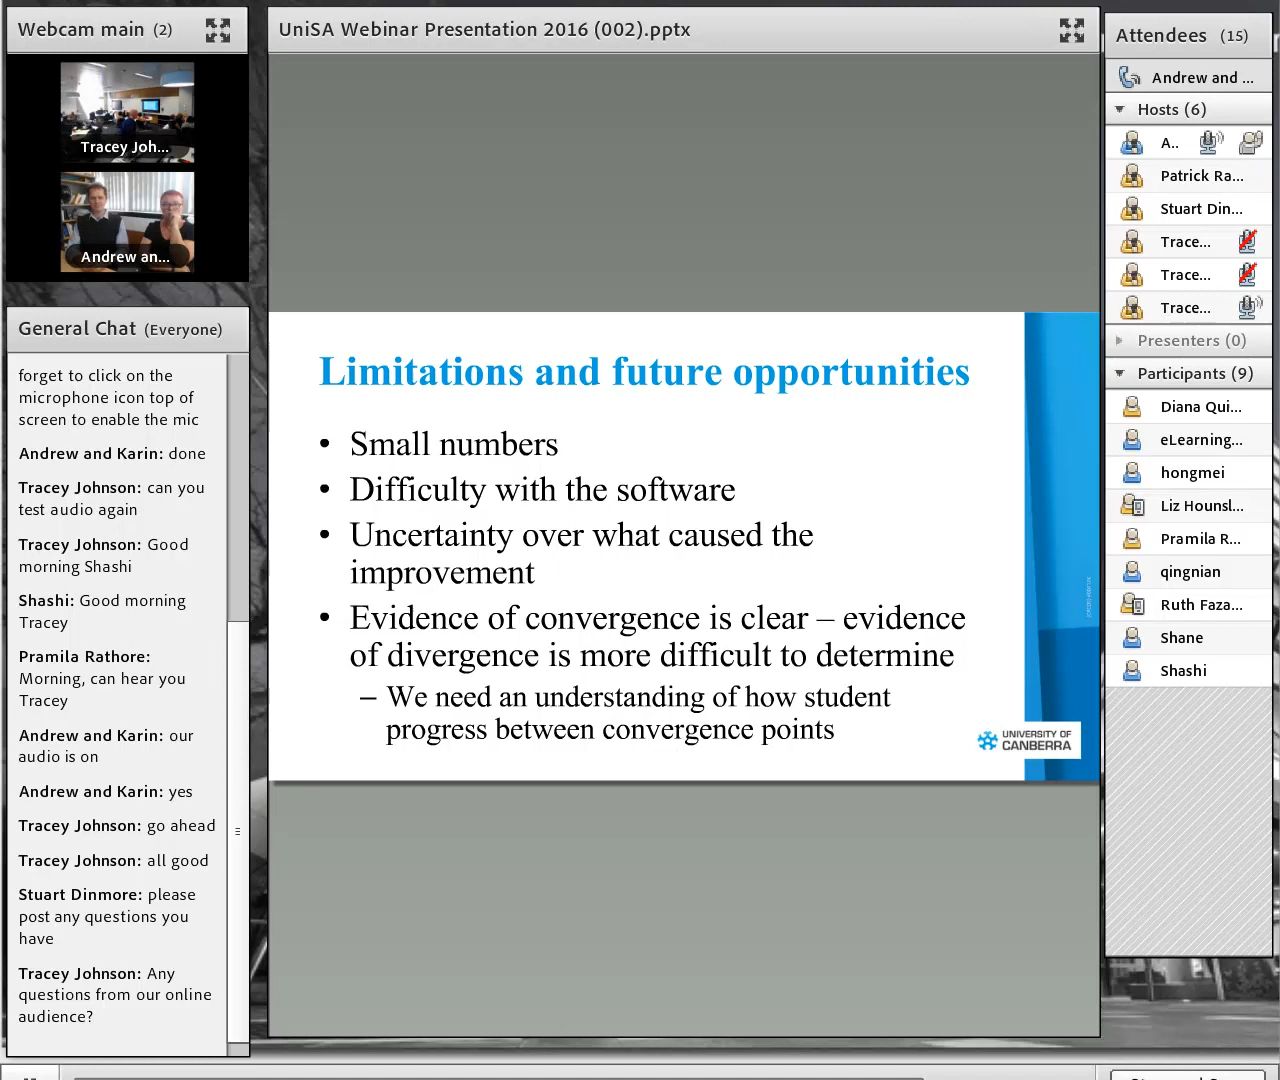 Webcam main (2)
Tracey Joh...
Andrew an...
General Chat (Everyone)
forget to click on the
microphone icon top of
screen to enable the mic
Andrew and Karin: done
Tracey Johnson: can you
test audio again
Tracey Johnson: Good
morning Shashi
Shashi: Good morning
Tracey
Pramila Rathore:
Morning, can hear you
Tracey
Andrew and Karin: our
audio is on
Andrew and Karin: yes
Tracey Johnson: go ahead
Tracey Johnson: all good
Stuart Dinmore: please
post any questions you
have
Tracey Johnson: Any
questions from our online
audience?
UniSA Webinar Presentation 2016 (002).pptx
Limitations and future opportunities
• Small numbers
• Difficulty with the software
• Uncertainty over what caused the
improvement
• Evidence of convergence is clear – evidence
of divergence is more difficult to determine
– We need an understanding of how student
progress between convergence points
UNIVERSITY OF
CANBERRA
Attendees (15)
Andrew and ...
Hosts (6)
A..
Patrick Ra...
Stuart Din...
Trace...
Trace...
Trace...
Presenters (0)
Participants (9)
Diana Qui...
eLearning...
hongmei
Liz Hounsl...
Pramila R...
qingnian
Ruth Faza...
Shane
Shashi